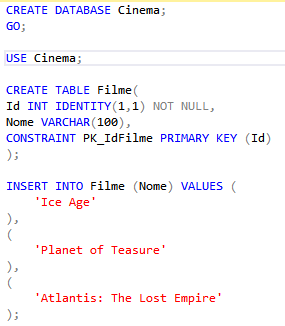 CREATE DATABASE Cinema;
GO;
USE Cinema;
CREATE TABLE Filme(
Id INT IDENTITY(1,1) NOT NULL,
Nome VARCHAR(100),
CONSTRAINT PK_IdFilme PRIMARY KEY (Id)
);
INSERT INTO Filme (Nome) VALUES (
'Ice Age'
),
(
'Planet of Teasure'
),
(
'Atlantis: The Lost Empire'
);